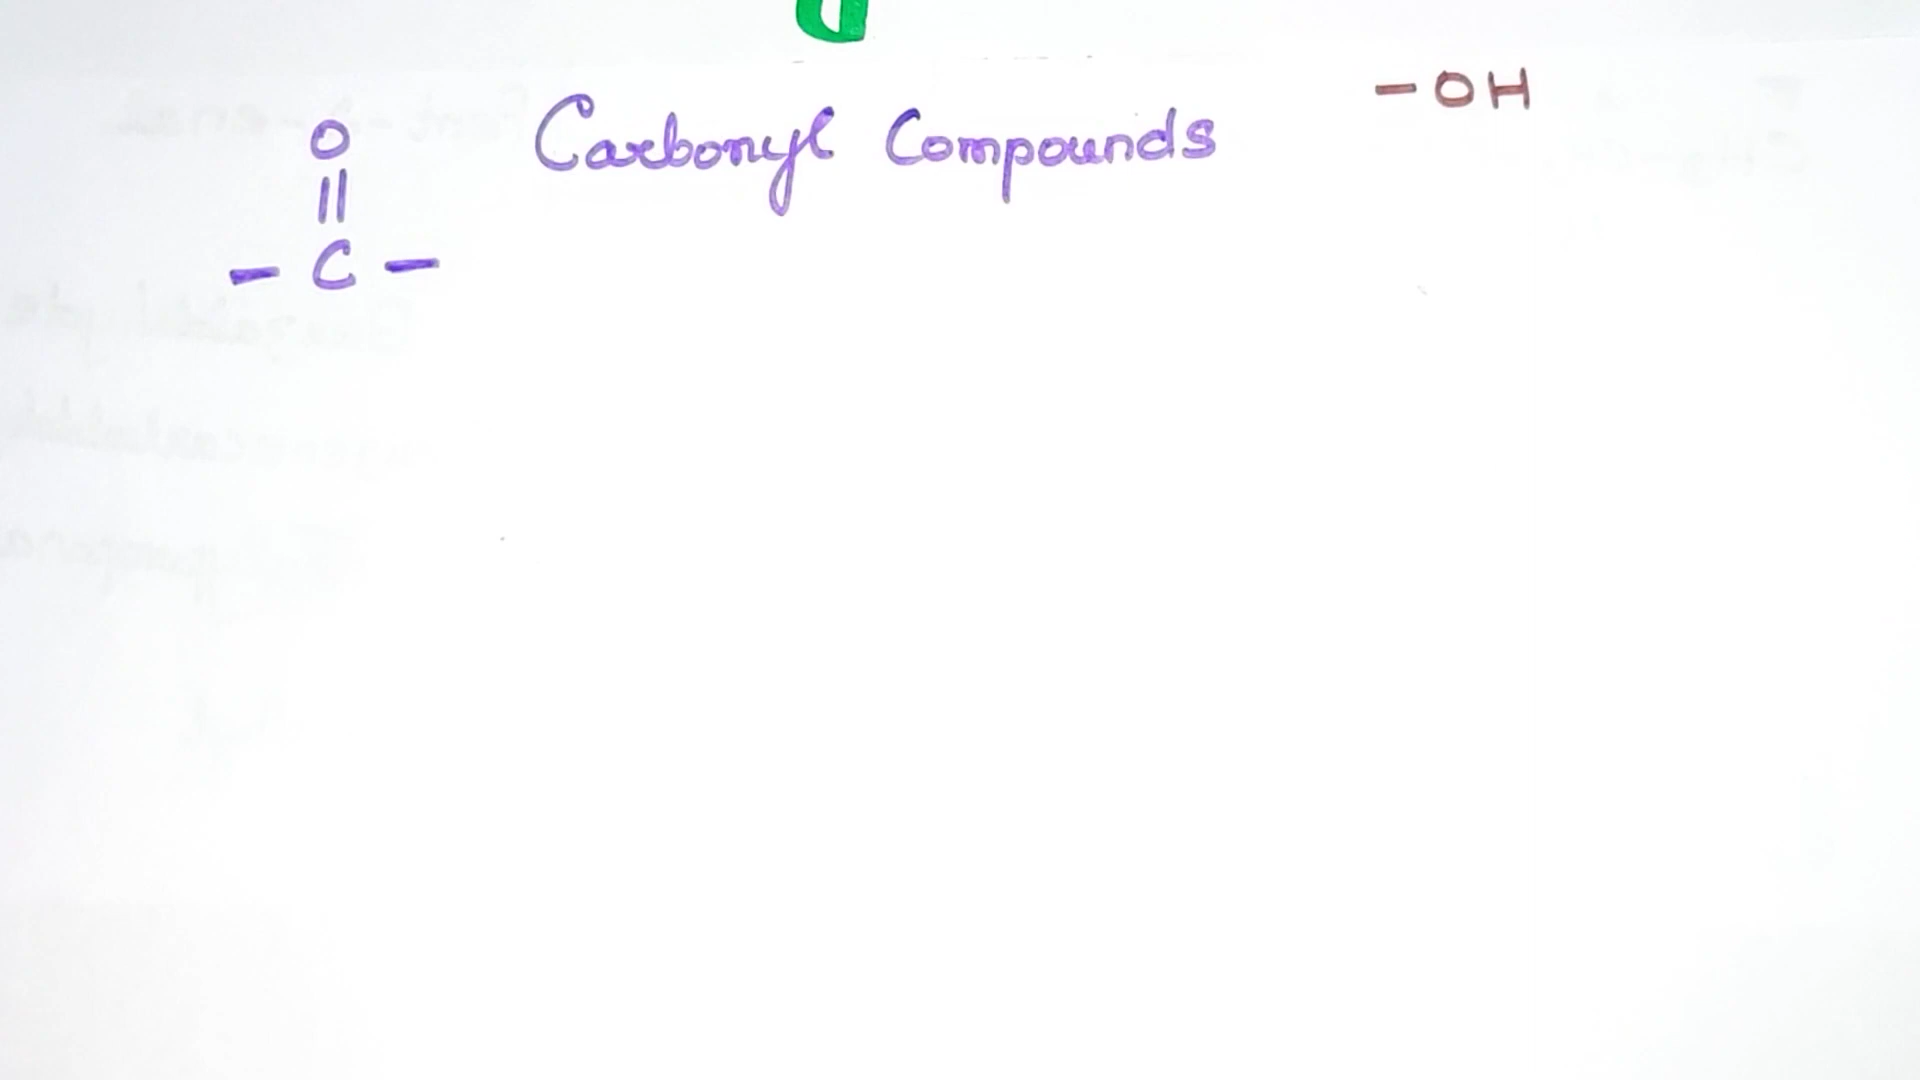 O
||
- C -
Carbonyl Compounds
- OH